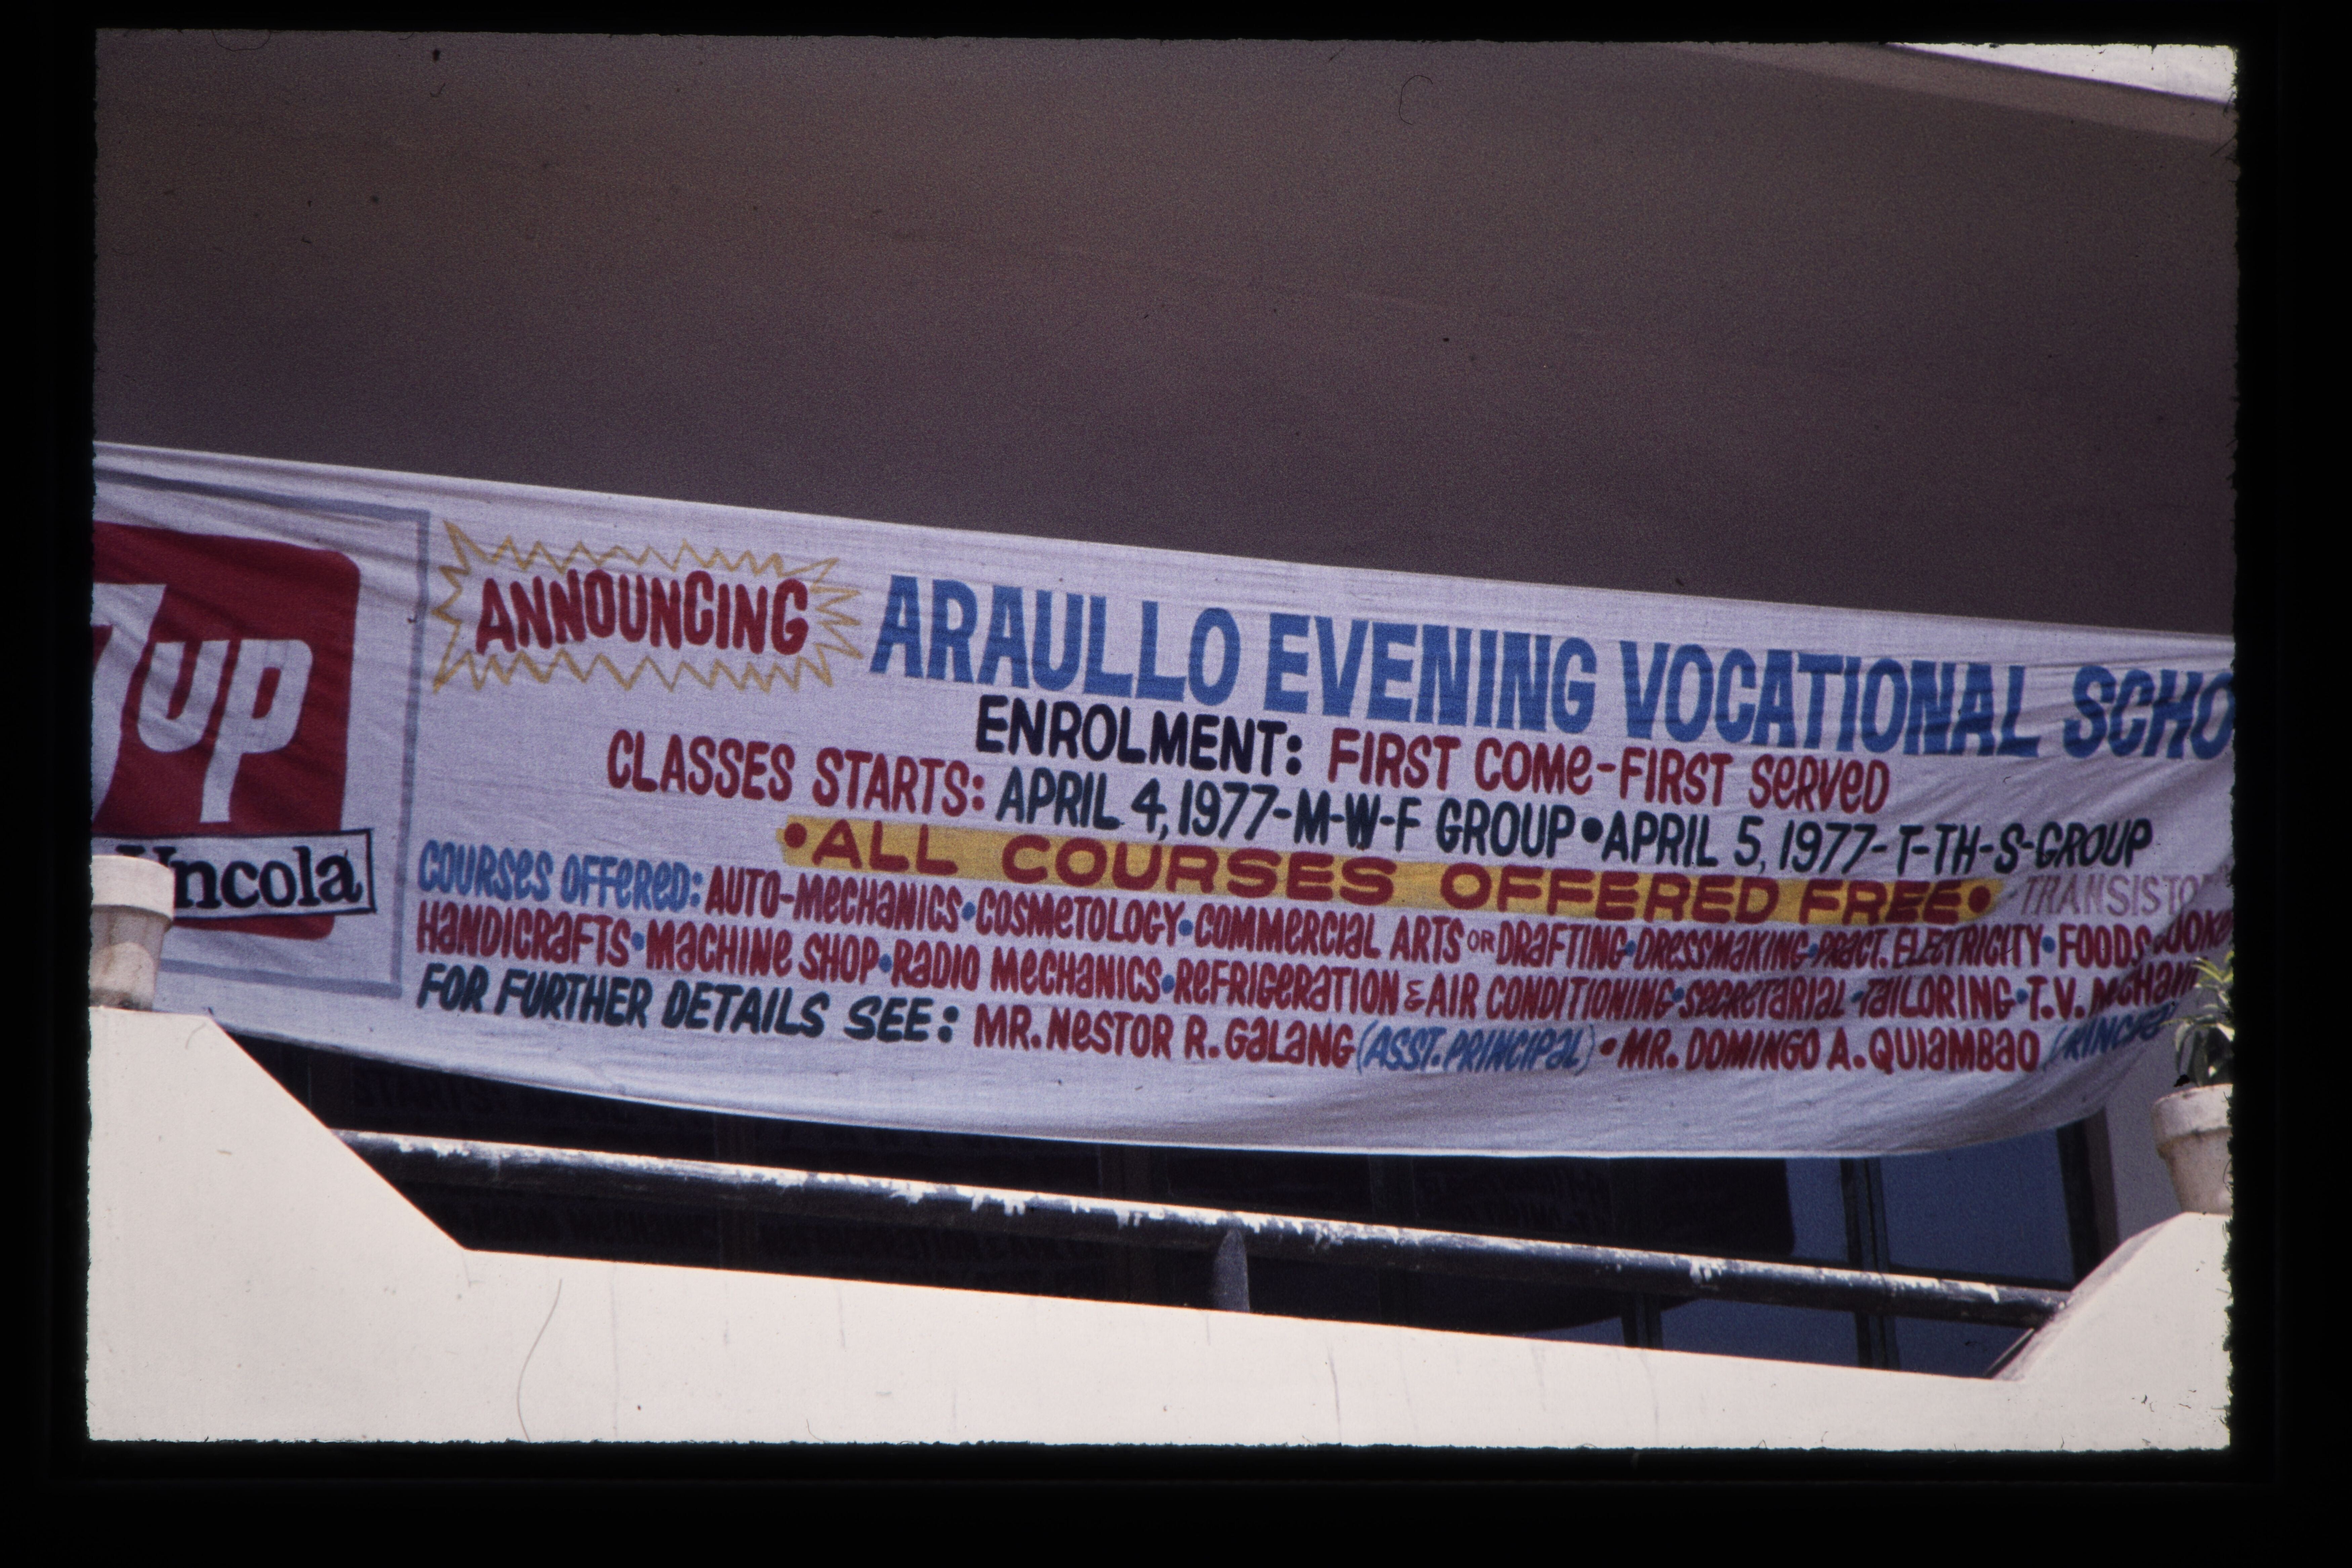 7up
Uncola
ANNOUNCING
ARAULLO EVENING VOCATIONAL SCHO
ENROLMENT: FIRST COMe-FIRST SeRVeD
CLASSES STARTS: APRIL 4, 1977-M-W-F GROUP•APRIL 5, 1977-T-TH-S-GROUP
•ALL COURSES OFFERED FREE•
TRANSISTO
COURSeS OFFeReD: AUTO-MeCHANICS•COSMeTOLOGY•COMMeRCIaL ARTS OR DRAFTING•DReSSMaKING•PRaCT. ELeCTRICITY•FOODS
HaNDICRaFTS•MaCHINe SHOP•RaDIO MeCHaNICS•ReFRIGeRaTION & AIR CONDITIONING•SeCReTaRIaL•TaILORING•T.V. MeCHaNI
FOR FURTHER DETAILS SEE: MR. NeSTOR R. GaLaNG (ASST. PRINCIPaL) • MR. DOMINGO A. QUIaMBaO (PRINCIPa